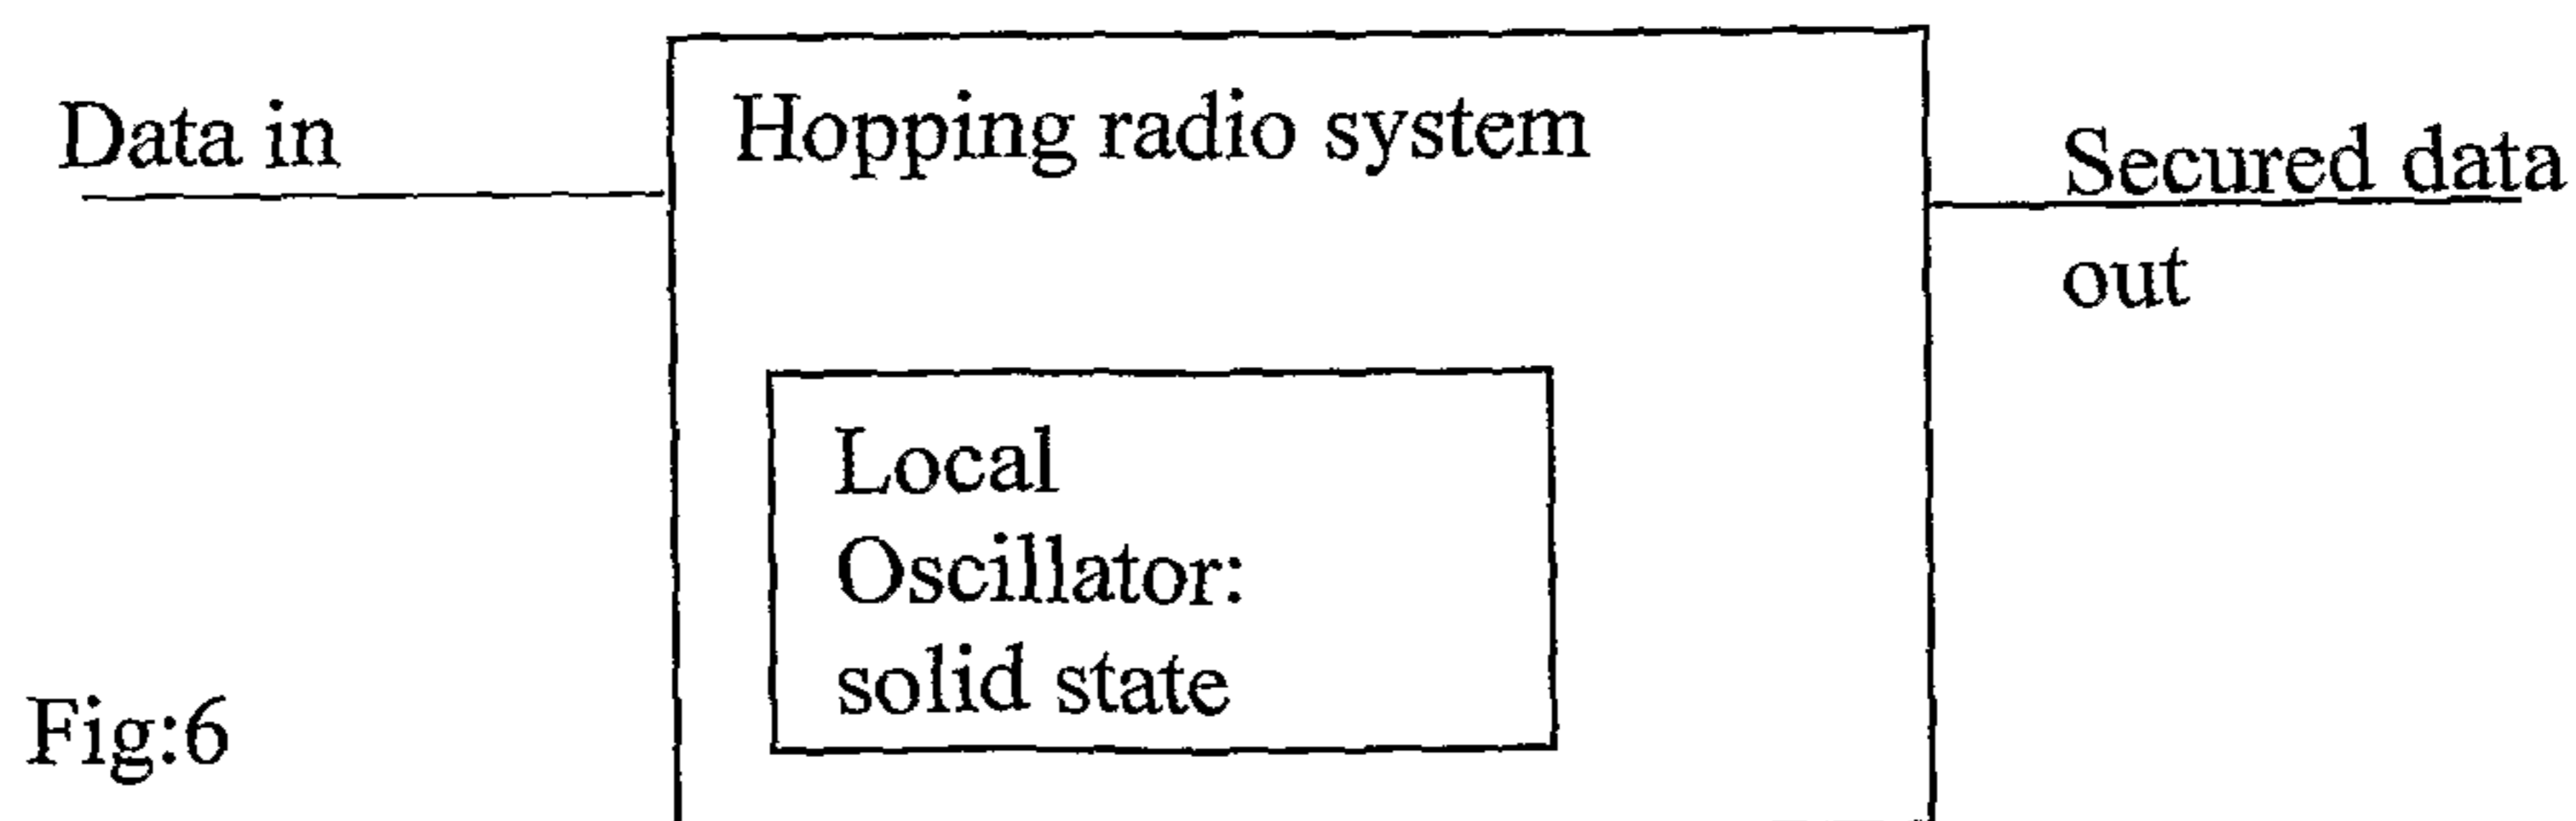 Data in
Hopping radio system
Secured data
out
Local
Oscillator:
solid state
Fig:6